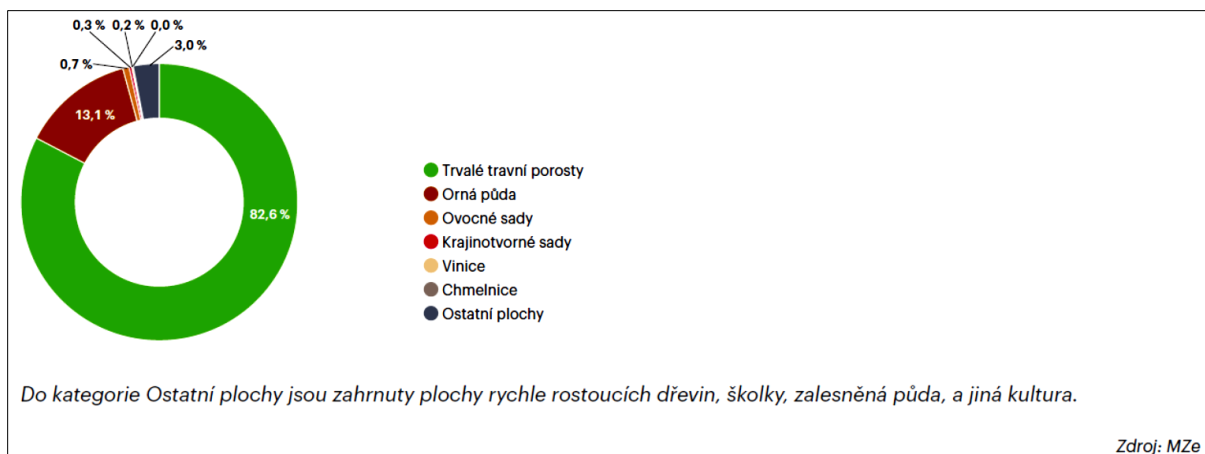 0,3 % 0,2 % 0,0 %
3,0 %
0,7 %
13,1 %
82,6 %
Trvalé travní porosty
Orná půda
Ovocné sady
Krajinotvorné sady
Vinice
Chmelnice
Ostatní plochy
Do kategorie Ostatní plochy jsou zahrnuty plochy rychle rostoucích dřevin, školky, zalesněná půda, a jiná kultura.
Zdroj: MZe